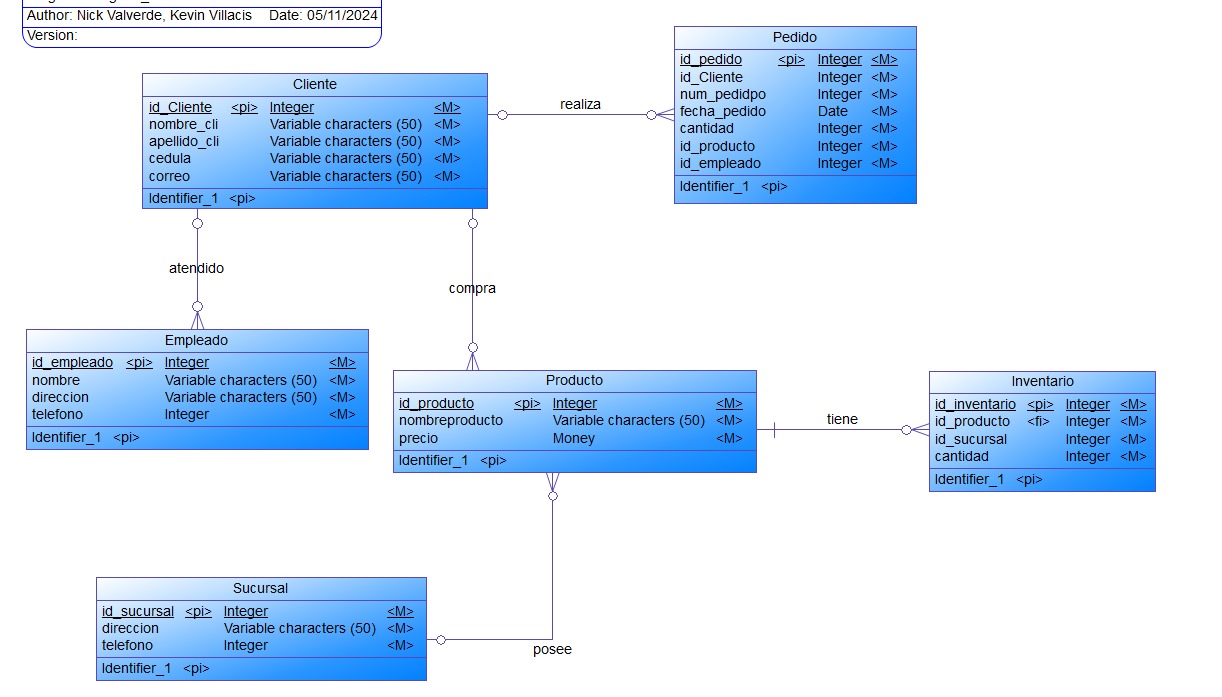 Author: Nick Valverde, Kevin Villacis Date: 05/11/2024
Version:
Pedido
id_pedido <pi> Integer <M>
id_Cliente Integer <M>
num_pedidpo Integer <M>
fecha_pedido Date <M>
cantidad Integer <M>
id_producto Integer <M>
id_empleado Integer <M>
Identifier_1 <pi>
Cliente
id_Cliente <pi> Integer <M>
nombre_cli Variable characters (50) <M>
apellido_cli Variable characters (50) <M>
cedula Variable characters (50) <M>
correo Variable characters (50) <M>
Identifier_1 <pi>
realiza
atendido
compra
Empleado
id_empleado <pi> Integer <M>
nombre Variable characters (50) <M>
direccion Variable characters (50) <M>
telefono Integer <M>
Identifier_1 <pi>
Producto
id_producto <pi> Integer <M>
nombreproducto Variable characters (50) <M>
precio Money <M>
Identifier_1 <pi>
tiene
Inventario
id_inventario <pi> Integer <M>
id_producto <fi> Integer <M>
id_sucursal Integer <M>
cantidad Integer <M>
Identifier_1 <pi>
Sucursal
id_sucursal <pi> Integer <M>
direccion Variable characters (50) <M>
telefono Integer <M>
Identifier_1 <pi>
posee